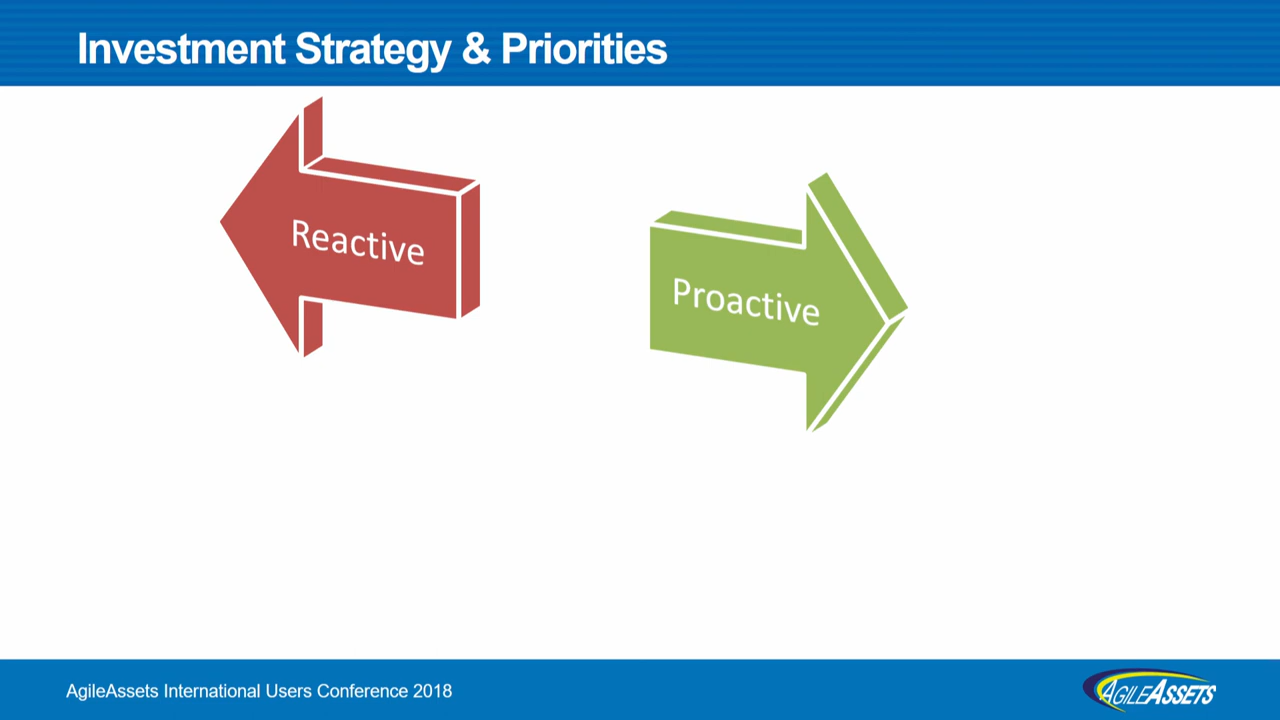 Investment Strategy & Priorities
Reactive
Proactive
AgileAssets International Users Conference 2018
AGILEASSETS